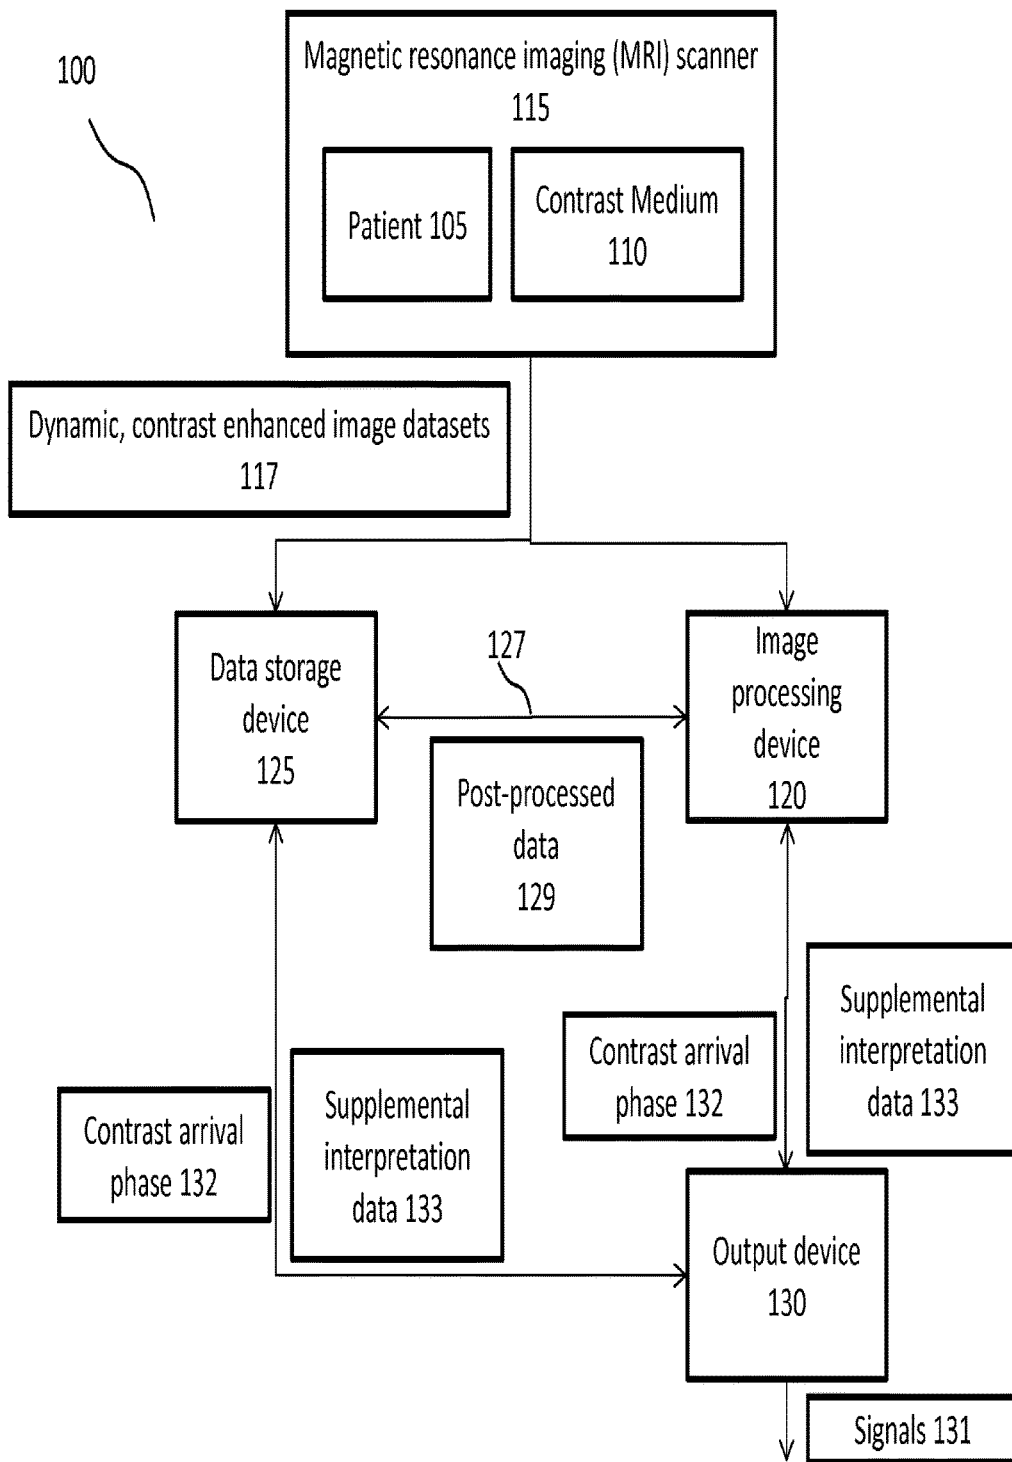 100
Magnetic resonance imaging (MRI) scanner
115
Patient 105
Contrast Medium
110
Dynamic, contrast enhanced image datasets
117
Data storage
device
125
127
Image
processing
device
120
Post-processed
data
129
Contrast arrival
phase 132
Supplemental
interpretation
data 133
Contrast arrival
phase 132
Supplemental
interpretation
data 133
Output device
130
Signals 131